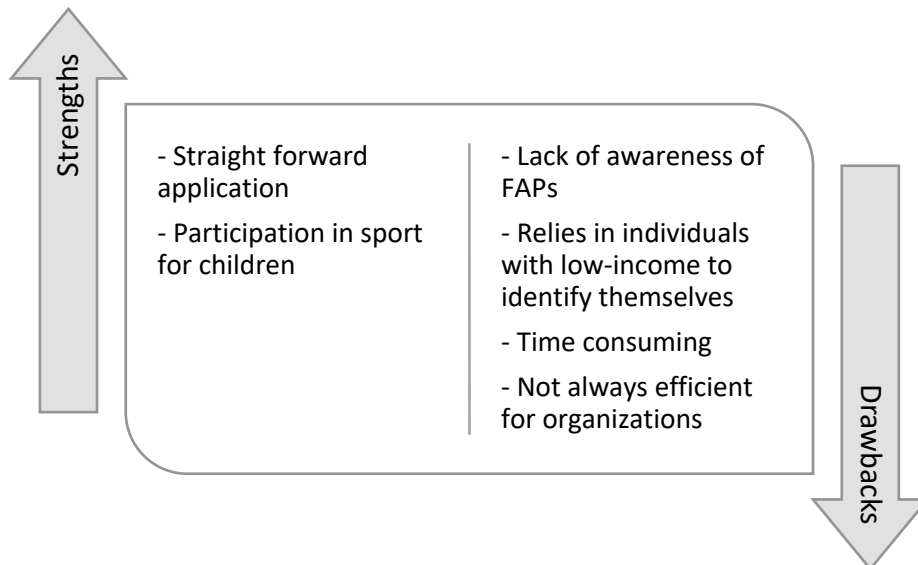 Strengths
- Straight forward
application
- Participation in sport
for children
- Lack of awareness of
FAPs
- Relies in individuals
with low-income to
identify themselves
- Time consuming
- Not always efficient
for organizations
Drawbacks